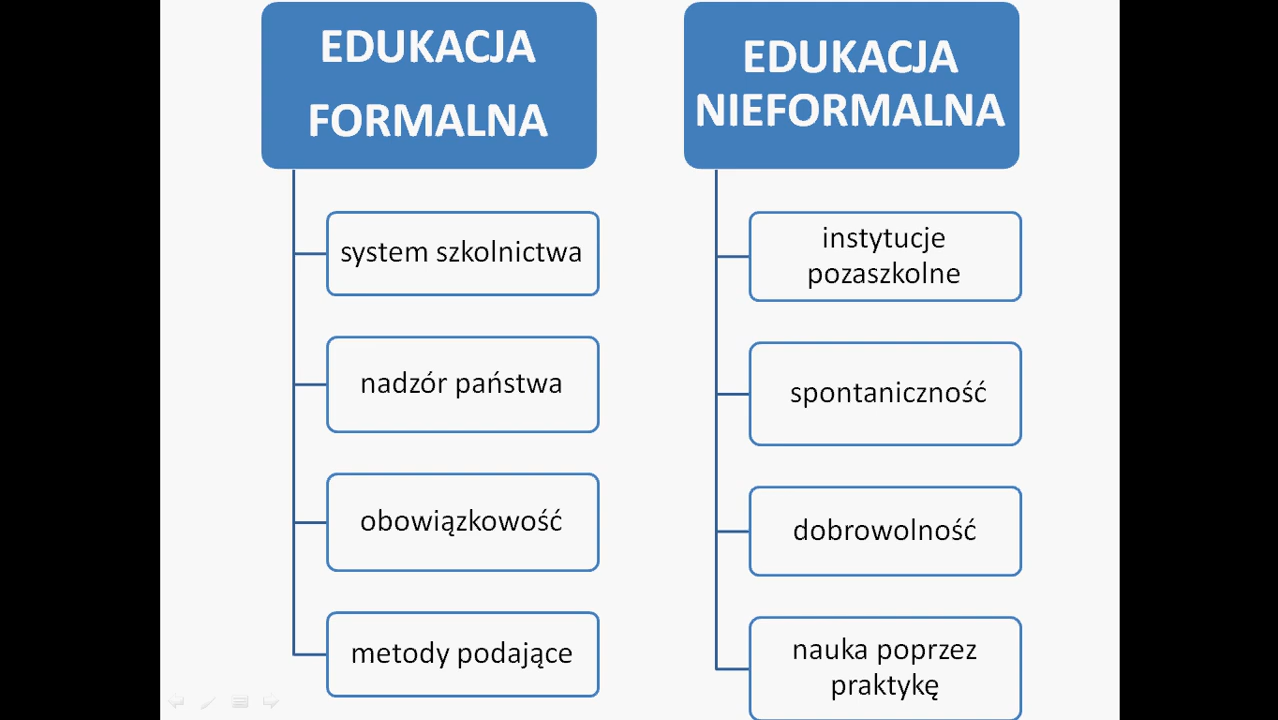 EDUKACJA
FORMALNA
system szkolnictwa
nadzór państwa
obowiązkowość
metody podające
EDUKACJA
NIEFORMALNA
instytucje
pozaszkolne
spontaniczność
dobrowolność
nauka poprzez
praktykę